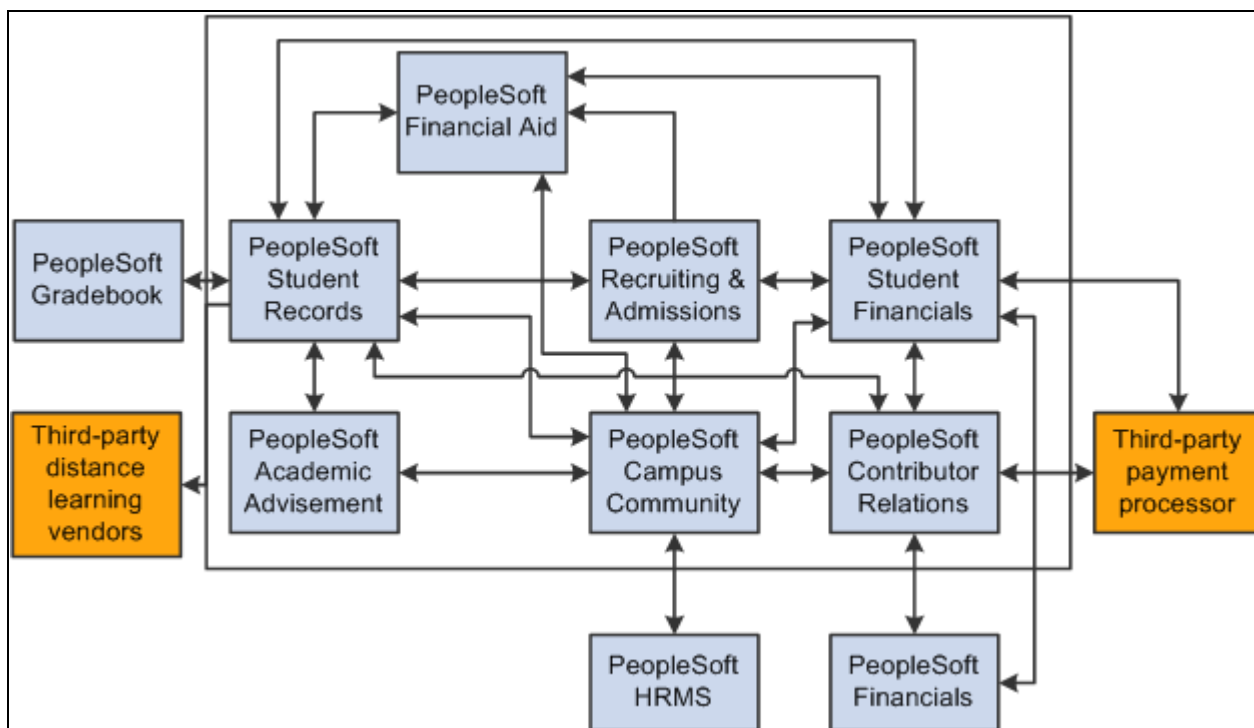 PeopleSoft
Financial Aid
PeopleSoft
Gradebook
PeopleSoft
Student
Records
PeopleSoft
Recruiting &
Admissions
PeopleSoft
Student
Financials
Third-party
distance
learning
vendors
PeopleSoft
Academic
Advisement
PeopleSoft
Campus
Community
PeopleSoft
Contributor
Relations
Third-party
payment
processor
PeopleSoft
HRMS
PeopleSoft
Financials